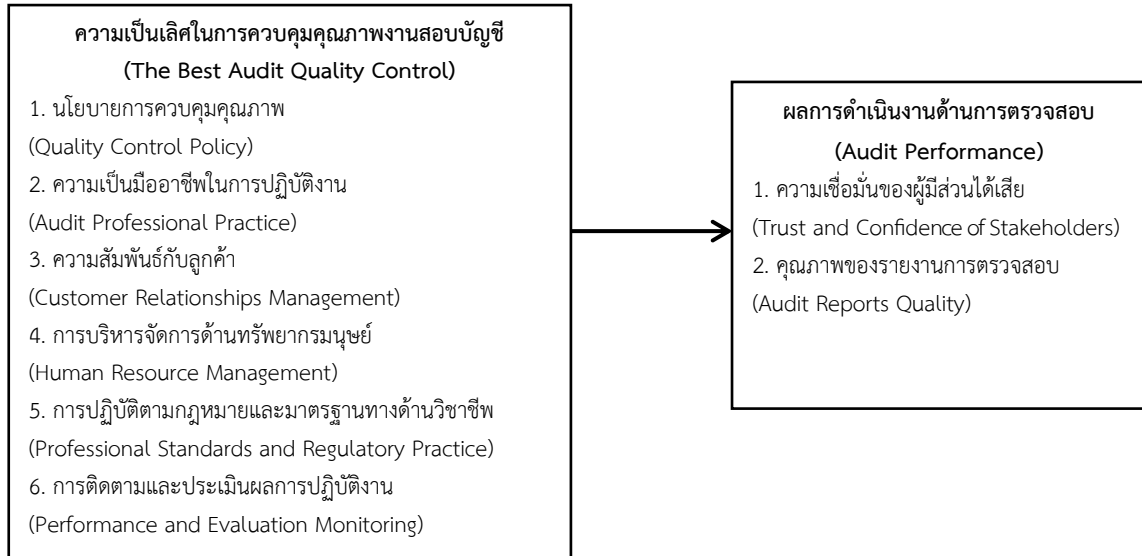 ความเป็นเลิศในการควบคุมคุณภาพงานสอบบัญชี
(The Best Audit Quality Control)
1. นโยบายการควบคุมคุณภาพ
(Quality Control Policy)
2. ความเป็นมืออาชีพในการปฏิบัติงาน
(Audit Professional Practice)
3. ความสัมพันธ์กับลูกค้า
(Customer Relationships Management)
4. การบริหารจัดการด้านทรัพยากรมนุษย์
(Human Resource Management)
5. การปฏิบัติตามกฎหมายและมาตรฐานทางด้านวิชาชีพ
(Professional Standards and Regulatory Practice)
6. การติดตามและประเมินผลการปฏิบัติงาน
(Performance and Evaluation Monitoring)
ผลการดำเนินงานด้านการตรวจสอบ
(Audit Performance)
1. ความเชื่อมั่นของผู้มีส่วนได้เสีย
(Trust and Confidence of Stakeholders)
2. คุณภาพของรายงานการตรวจสอบ
(Audit Reports Quality)